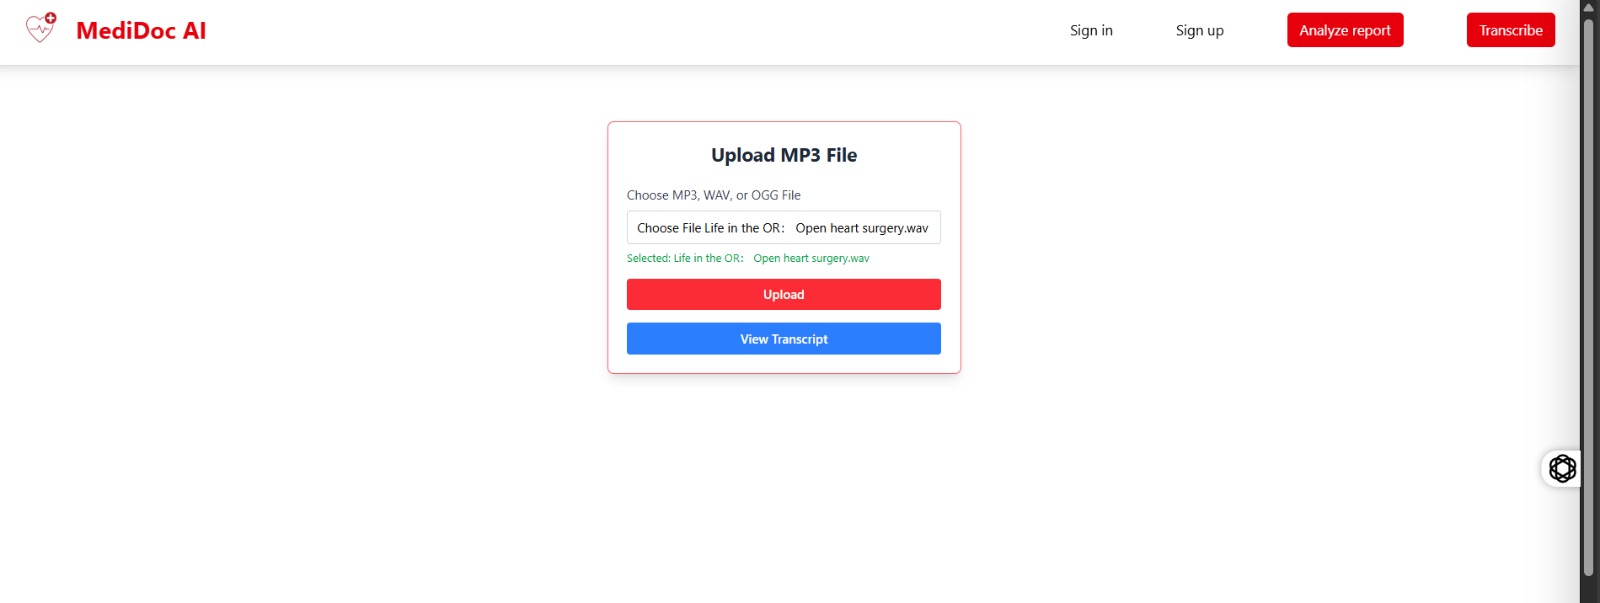 MediDoc AI
Sign in
Sign up
Analyze report
Transcribe
Upload MP3 File
Choose MP3, WAV, or OGG File
Choose File Life in the OR： Open heart surgery.wav
Selected: Life in the OR： Open heart surgery.wav
Upload
View Transcript